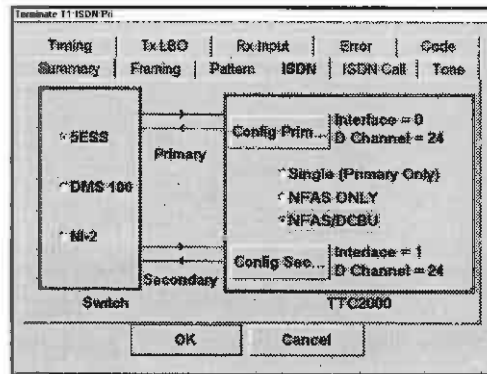 Terminate T1 ISDN Pri
Timing Tx LBO Rx Input Error Code
Summary Framing Pattern ISDN ISDN Call Tone
5ESS
DMS 100
NI-2
Switch
Primary
Secondary
Config Prim...
Interface = 0
D Channel = 24
Single (Primary Only)
NFAS ONLY
NFAS/DCBU
Config Sec...
Interface = 1
D Channel = 24
TTC2000
OK Cancel